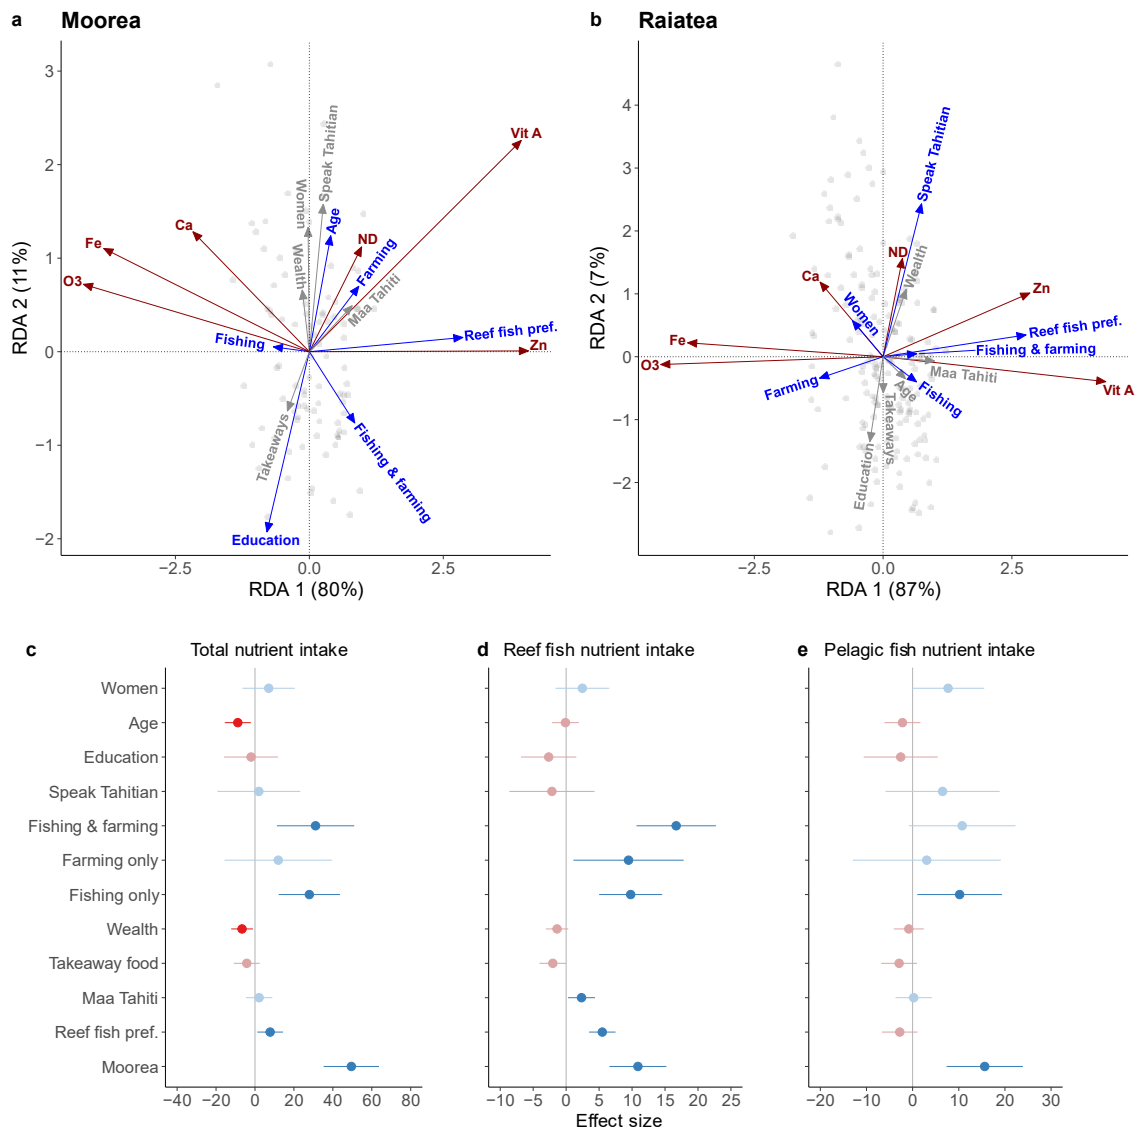 a Moorea
b Raiatea
3
2
1
0
−1
−2
RDA 2 (11%)
−2.5
0.0
2.5
RDA 1 (80%)
Vit A
Speak Tahitian
Women
Age
Ca
ND
Fe
Farming
Wealth
O3
Maa Tahiti
Fishing
Reef fish pref.
Zn
Takeaways
Fishing & farming
Education
4
3
2
1
0
−1
−2
RDA 2 (7%)
−2.5
0.0
2.5
RDA 1 (87%)
Speak Tahitian
ND
Wealth
Ca
Zn
Women
Reef fish pref.
Fe
Fishing & farming
O3
Maa Tahiti
Farming
Age
Fishing
Vit A
Takeaways
Education
c Total nutrient intake
d Reef fish nutrient intake
e Pelagic fish nutrient intake
Women
Age
Education
Speak Tahitian
Fishing & farming
Farming only
Fishing only
Wealth
Takeaway food
Maa Tahiti
Reef fish pref.
Moorea
−40 −20 0 20 40 60 80
−10 −5 0 5 10 15 20 25
−20 −10 0 10 20 30
Effect size